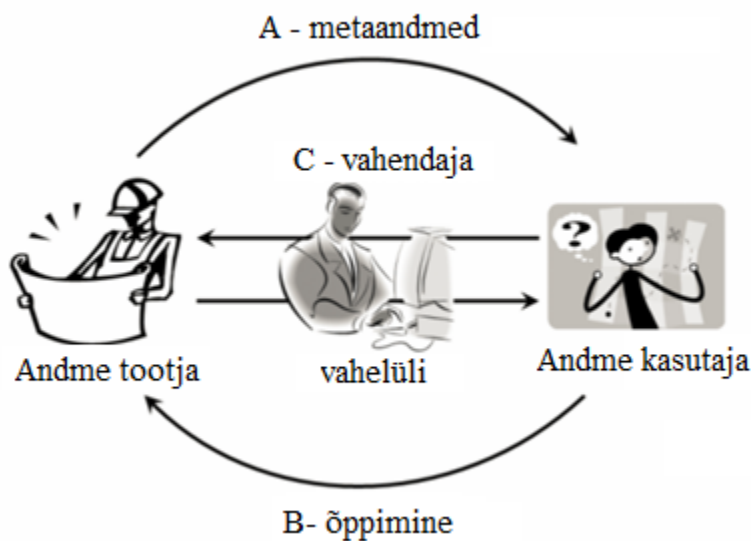 A - metaandmed
C - vahendaja
?
Andme tootja
vahelüli
Andme kasutaja
B- õppimine